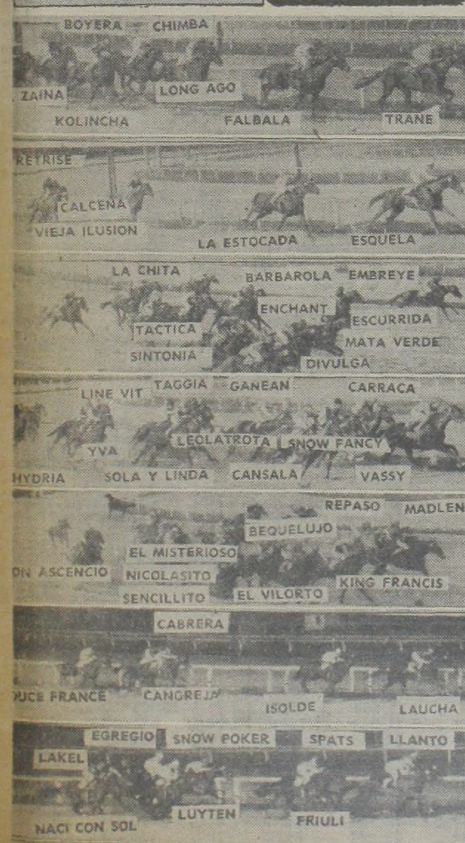 BOYERA CHIMBA
ZAINA LONG AGO
KOLINCHA FALBALA TRANE
RETRISE
CALCENA
VIEJA ILUSION
LA ESTOCADA ESQUELA
LA CHITA BARBAROLA EMBREYE
ENCHANT ESCURRIDA
TACTICA MATA VERDE
SINTONIA DIVULGA
LINE VIT TAGGIA GANEAN CARRACA
YVA LEOLATROTA SNOW FANCY
HYDRIA SOLA Y LINDA CANSALA VASSY
REPASO MADLEN
BEQUELUJO
EL MISTERIOSO
ON ASCENCIO NICOLASITO KING FRANCIS
SENCILLITO EL VILORTO
CABRERA
OUCE FRANCE CANGREJA ISOLDE LAUCHA
EGREGIO SNOW POKER SPATS LLANTO
LAKEL
LUYTEN FRIULI
NACI CON SOL